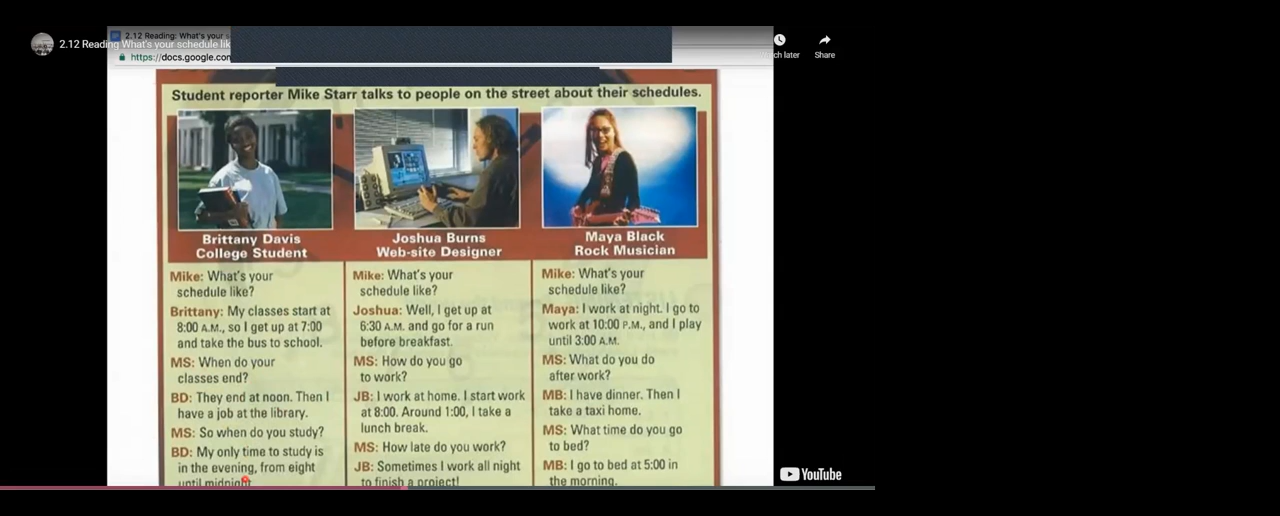 2.12 Reading: What's your s
2.12 Reading What's your schedule lik
https://docs.google.con
ch later
Share
Student reporter Mike Starr talks to people on the street about their schedules.
Brittany Davis
College Student
Mike: What's your
schedule like?
Brittany: My classes start at
8:00 A.M., so I get up at 7:00
and take the bus to school.
MS: When do your
classes end?
BD: They end at noon. Then I
have a job at the library.
MS: So when do you study?
BD: My only time to study is
in the evening, from eight
until midnight
Joshua Burns
Web-site Designer
Mike: What's your
schedule like?
Joshua: Well, I get up at
6:30 A.M. and go for a run
before breakfast.
MS: How do you go
to work?
JB: I work at home. I start work
at 8:00. Around 1:00, I take a
lunch break.
MS: How late do you work?
JB: Sometimes I work all night
to finish a project!
Maya Black
Rock Musician
Mike: What's your
schedule like?
Maya: I work at night. I go to
work at 10:00 P.M., and I play
until 3:00 A.M.
MS: What do you do
after work?
MB: I have dinner. Then I
take a taxi home.
MS: What time do you go
to bed?
MB: I go to bed at 5:00 in
the morning.
YouTube